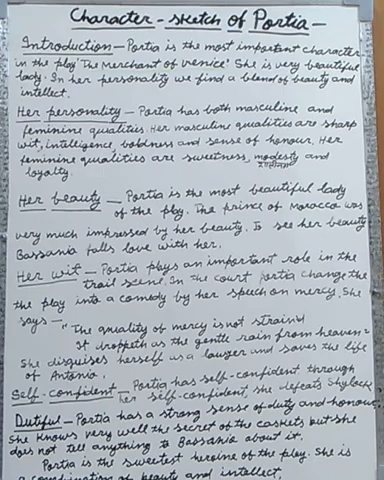 Character - sketch of Portia —
Introduction — Portia is the most important character
in the play 'The Merchant of Venice' She is very beautiful
lady. In her personality we find a blend of beauty and
intellect.
Her personality — Portia has both masculine and
feminine qualities. Her masculine qualities are sharp
wit, intelligence, boldness and sense of honour. Her
feminine qualities are sweetness, modesty and
loyalty.
Her beauty — Portia is the most beautiful lady
of the play. The prince of Moracco was
very much impressed by her beauty. To see her beauty
Bassania falls love with her.
Her wit — Portia plays an important role in the
trail scene. In the court Portia change the
the play into a comedy by her speech on mercy. She
says — "The quality of mercy is not strain'd
It droppeth as the gentle rain from heaven"
She disguises herself as a lawyer and saves the life
of Antonio.
Self-confident — Portia has self-confident through
her self-confident, she defeats Shylock.
Dutiful — Portia has a strong sense of duty and honour
She knows very well the secret of the caskets but she
does not tell anything to Bassania about it.
Portia is the sweetest heroine of the play. She is
a combination of beauty and intellect.